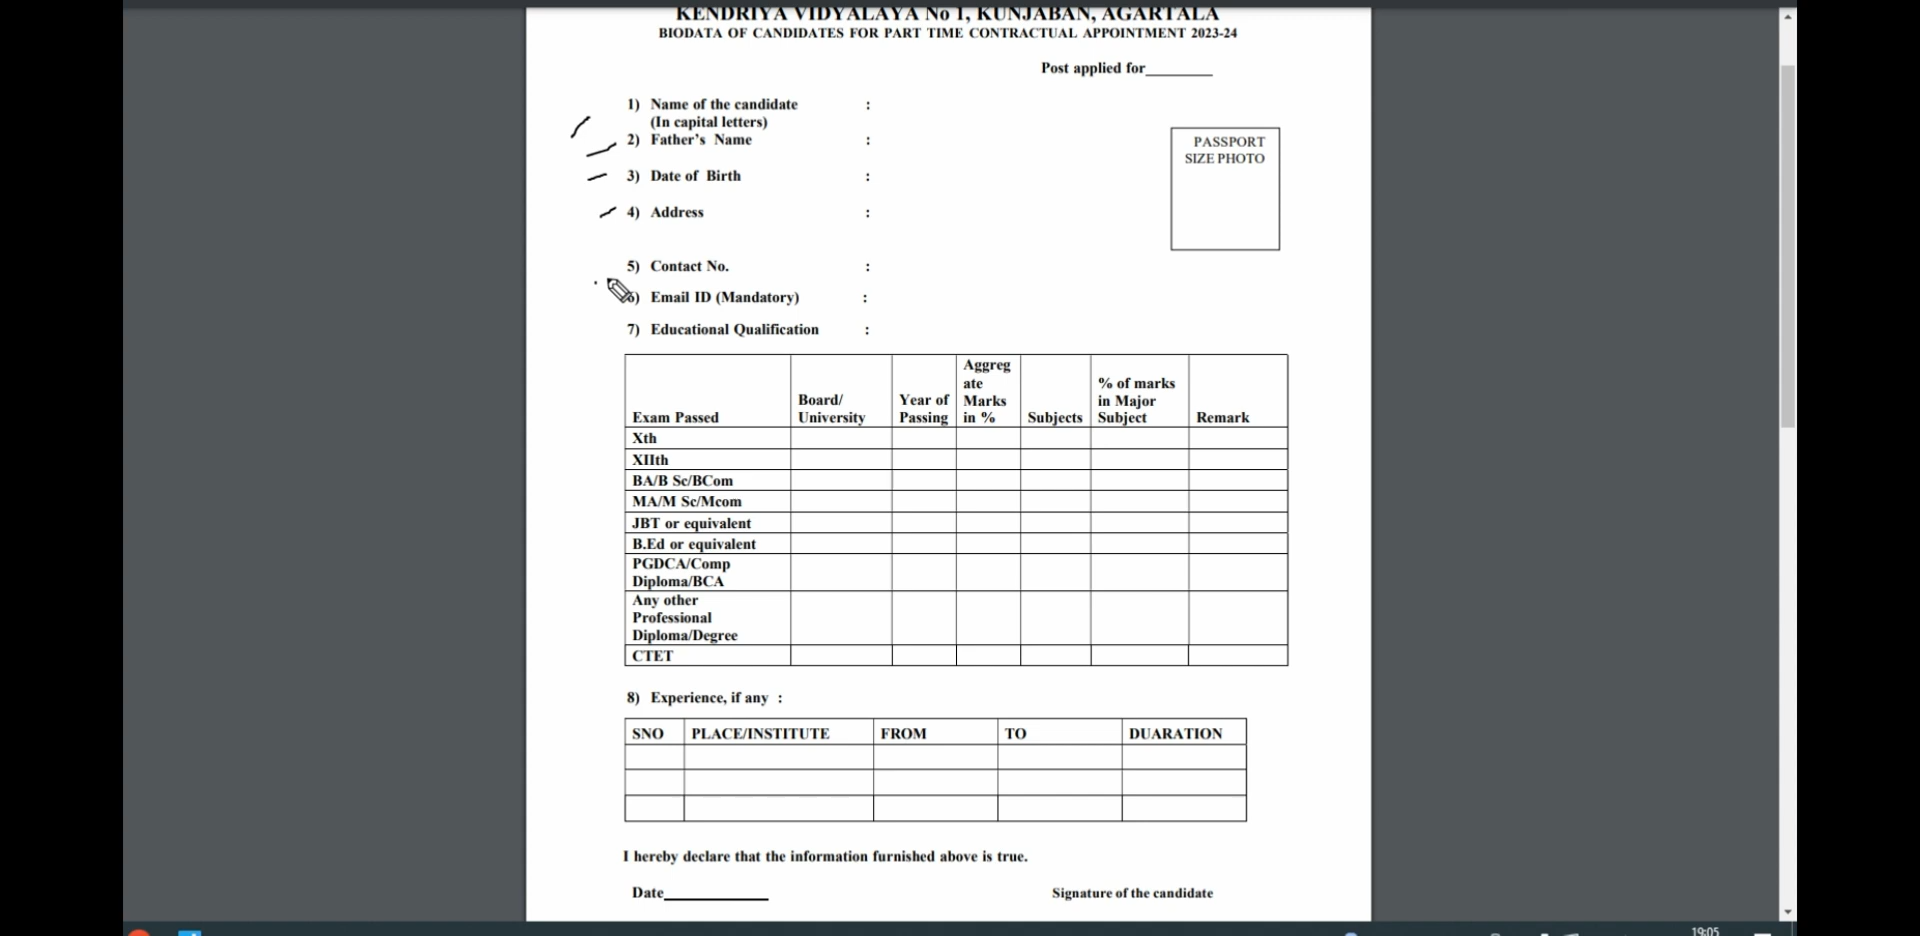 KENDRIYA VIDYALAYA No 1, KUNJABAN, AGARTALA
BIODATA OF CANDIDATES FOR PART TIME CONTRACTUAL APPOINTMENT 2023-24
Post applied for________
1) Name of the candidate :
(In capital letters)
2) Father's Name :
PASSPORT
SIZE PHOTO
3) Date of Birth :
4) Address :
5) Contact No. :
6) Email ID (Mandatory) :
7) Educational Qualification :
Exam Passed Board/ University Year of Passing Aggreg ate Marks in % Subjects % of marks in Major Subject Remark
Xth
XIIth
BA/B Sc/BCom
MA/M Sc/Mcom
JBT or equivalent
B.Ed or equivalent
PGDCA/Comp
Diploma/BCA
Any other
Professional
Diploma/Degree
CTET
8) Experience, if any :
SNO PLACE/INSTITUTE FROM TO DUARATION
I hereby declare that the information furnished above is true.
Date____________ Signature of the candidate
19:05